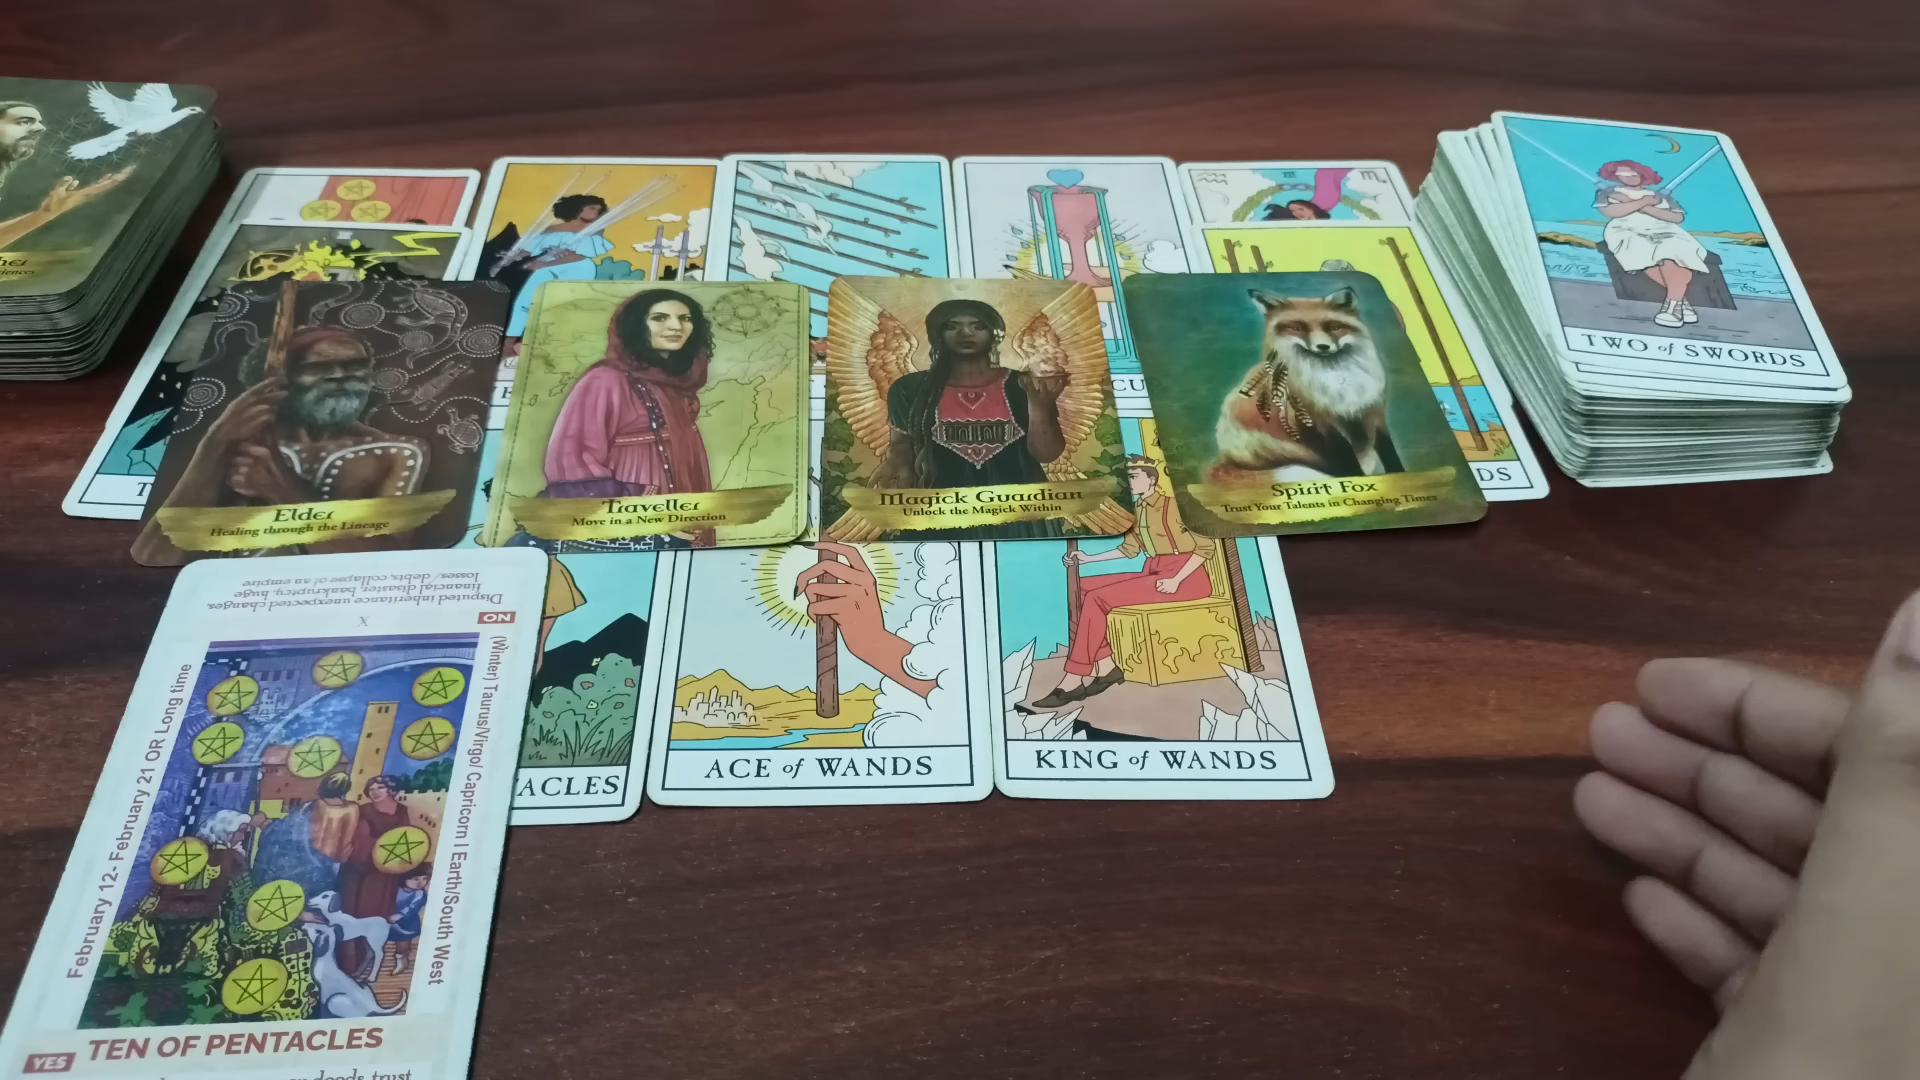 TWO of SWORDS
DS
Elder
Healing through the Lineage
Traveller
Move in a New Direction
Magick Guardian
Unlock the Magick Within
Spirit Fox
Trust Your Talents in Changing Times
ACLES
ACE of WANDS
KING of WANDS
Disputed inheritance unexpected changes,
financial disaster, bankruptcy, huge
losses/ debts, collapse of an empire
X
NO
February 12- February 21 OR Long time
(Winter) Taurus/Virgo/ Capricorn I Earth/South West
YES
TEN OF PENTACLES